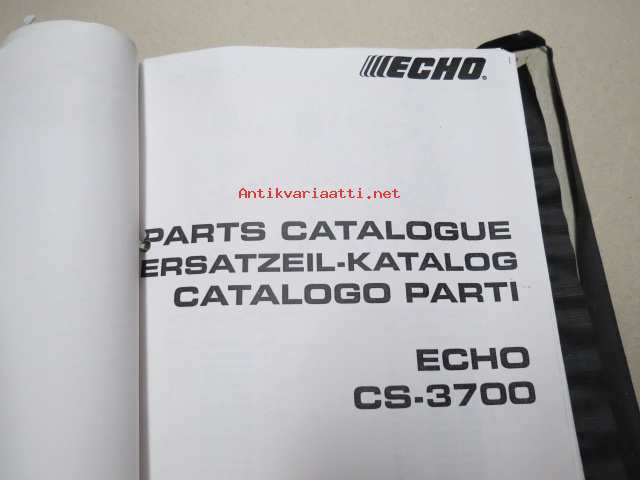 ECHO
Antikvariaatti.net
PARTS CATALOGUE
ERSATZEIL-KATALOG
CATALOGO PARTI
ECHO
CS-3700